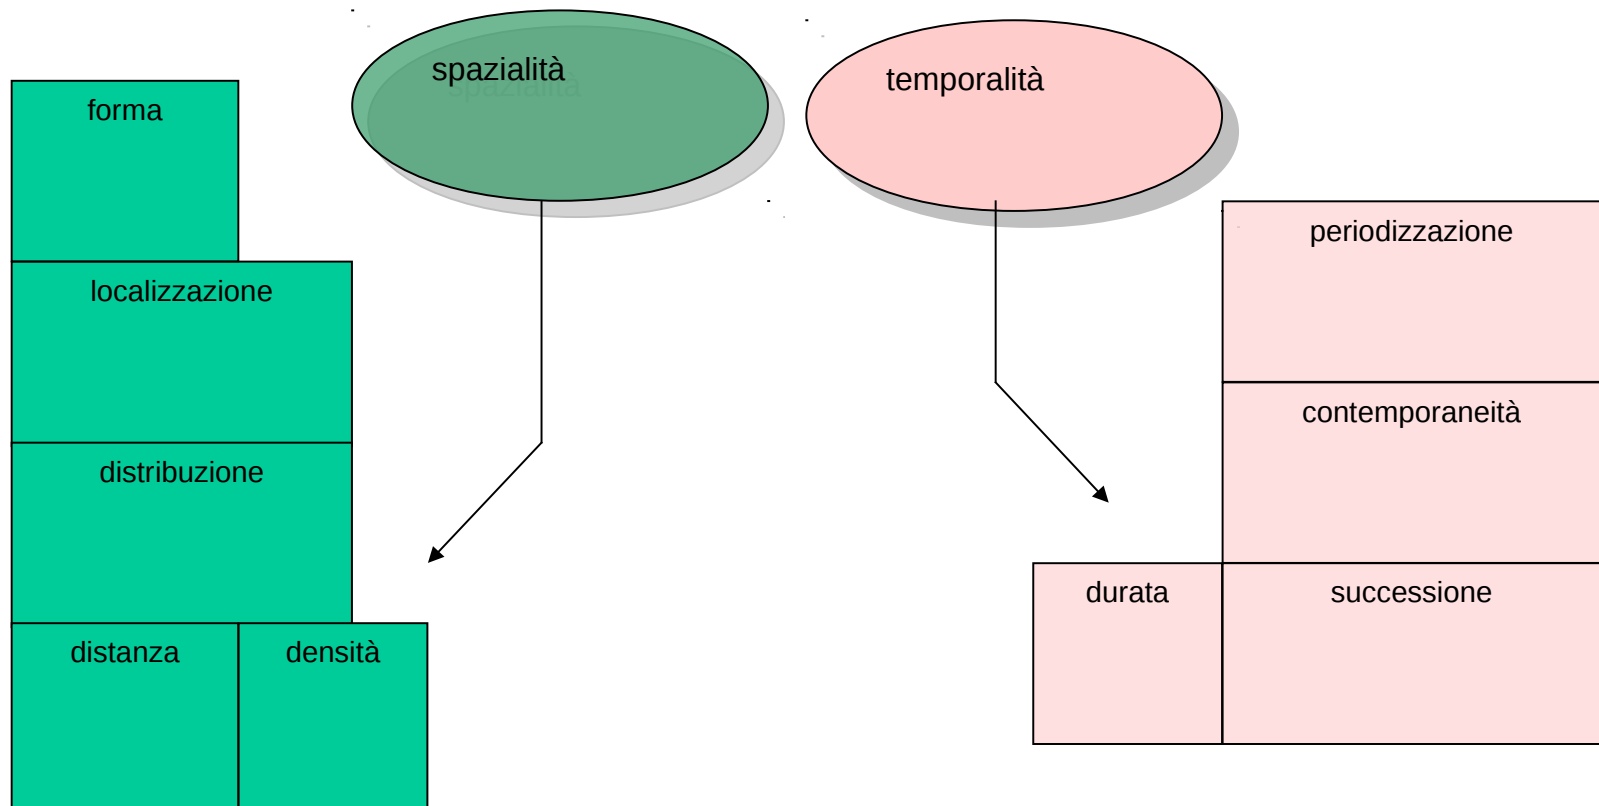 spazialità
temporalità
forma
localizzazione
distribuzione
distanza
densità
periodizzazione
contemporaneità
durata
successione